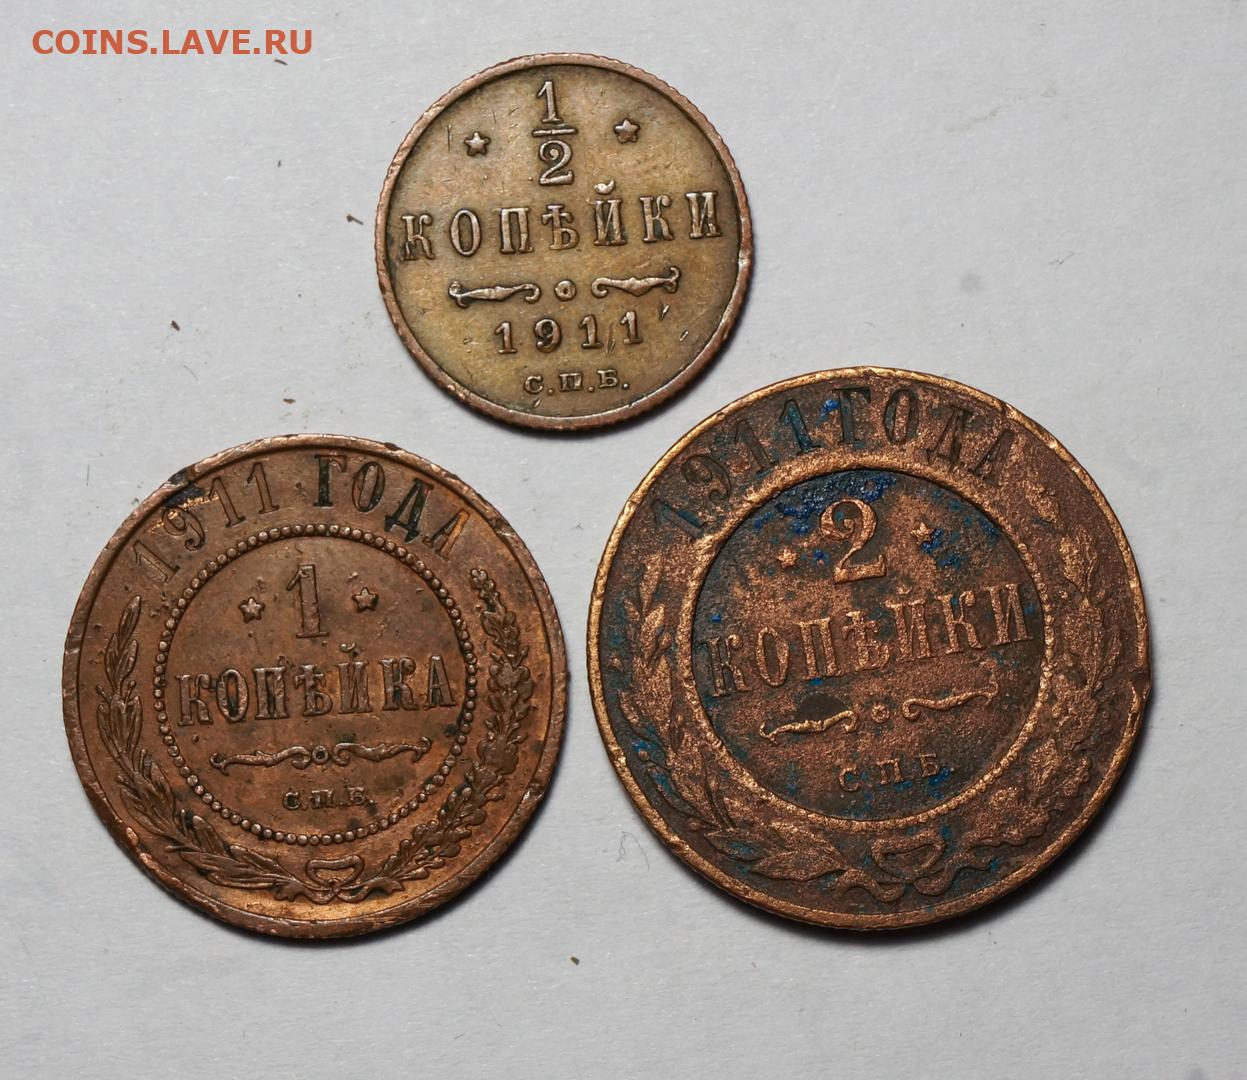 COINS.LAVE.RU
1
2
КОПѢЙКИ
1911
С.П.Б.
1911 ГОДА
1
КОПѢЙКА
С.П.Б.
1911 ГОДА
2
КОПѢЙКИ
С.П.Б.